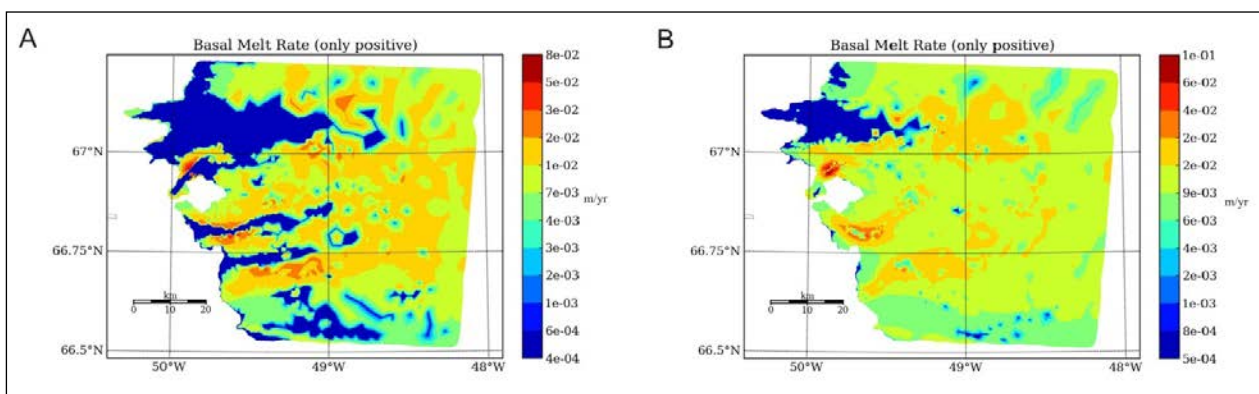 A
Basal Melt Rate (only positive)
8e-02
5e-02
3e-02
2e-02
1e-02
7e-03
4e-03
3e-03
2e-03
1e-03
6e-04
4e-04
m/yr
67°N
66.75°N
66.5°N
km
0 10 20
50°W 49°W 48°W
B
Basal Melt Rate (only positive)
1e-01
6e-02
4e-02
2e-02
2e-02
9e-03
6e-03
4e-03
2e-03
1e-03
8e-04
5e-04
m/yr
67°N
66.75°N
66.5°N
km
0 10 20
50°W 49°W 48°W